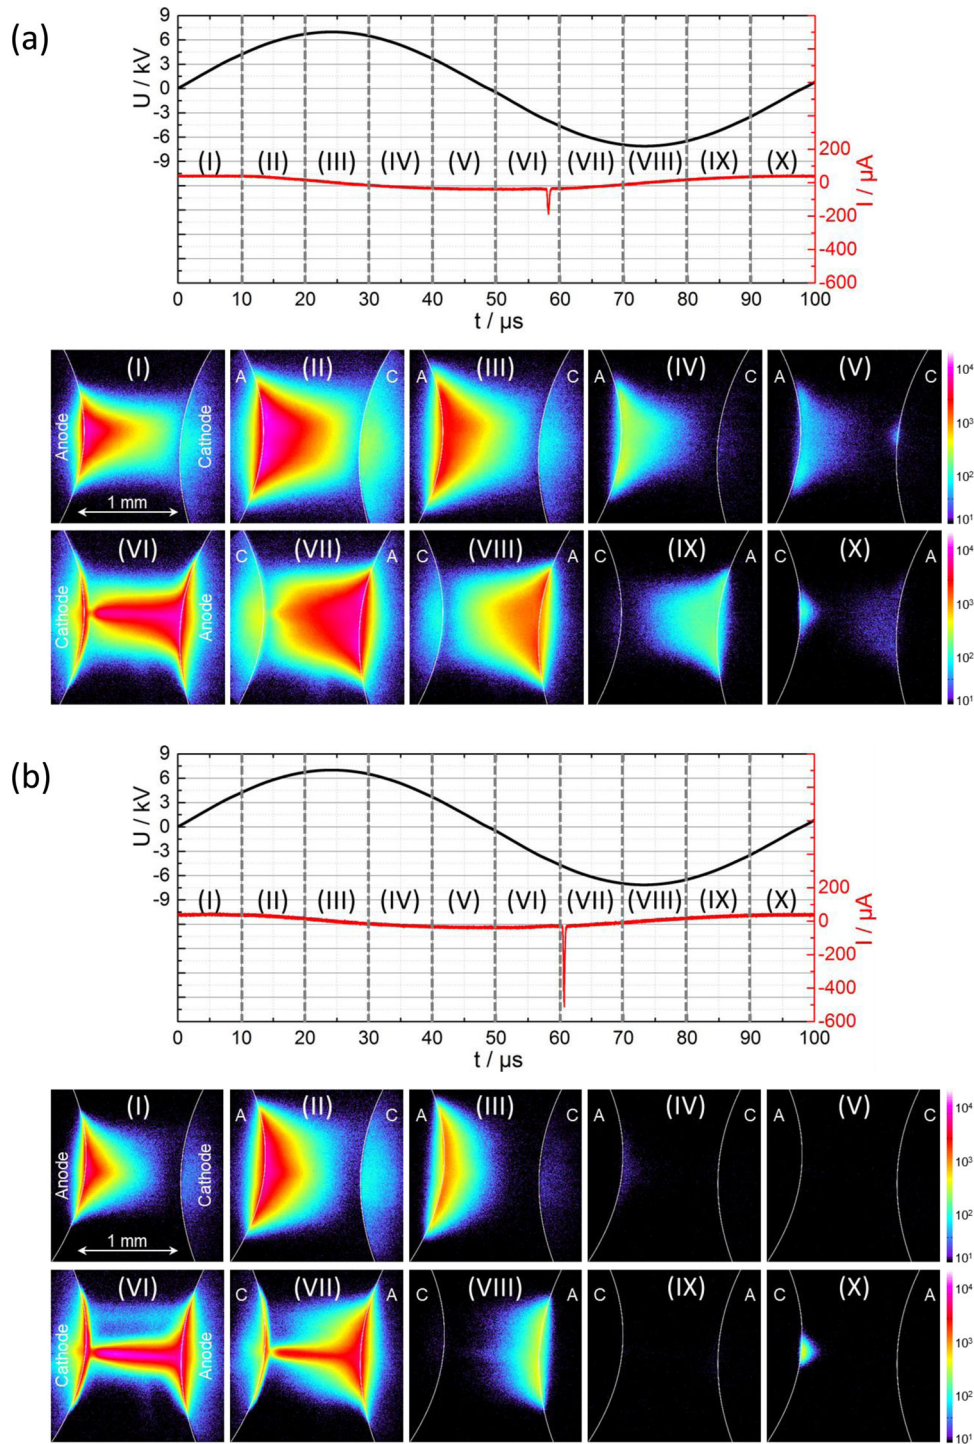 (a)
9
6
3
0
-3
-6
-9
U / kV
(I) (II) (III) (IV) (V) (VI) (VII) (VIII) (IX) (X)
200
0
-200
-400
-600
I / µA
0 10 20 30 40 50 60 70 80 90 100
t / µs
(I) (II) (III) (IV) (V)
Anode Cathode A C A C A C A C
1 mm
10⁴
10³
10²
10¹
(VI) (VII) (VIII) (IX) (X)
Cathode Anode C A C A C A C A
10⁴
10³
10²
10¹
(b)
9
6
3
0
-3
-6
-9
U / kV
(I) (II) (III) (IV) (V) (VI) (VII) (VIII) (IX) (X)
200
0
-200
-400
-600
I / µA
0 10 20 30 40 50 60 70 80 90 100
t / µs
(I) (II) (III) (IV) (V)
Anode Cathode A C A C A C A C
1 mm
10⁴
10³
10²
10¹
(VI) (VII) (VIII) (IX) (X)
Cathode Anode C A C A C A C A
10⁴
10³
10²
10¹